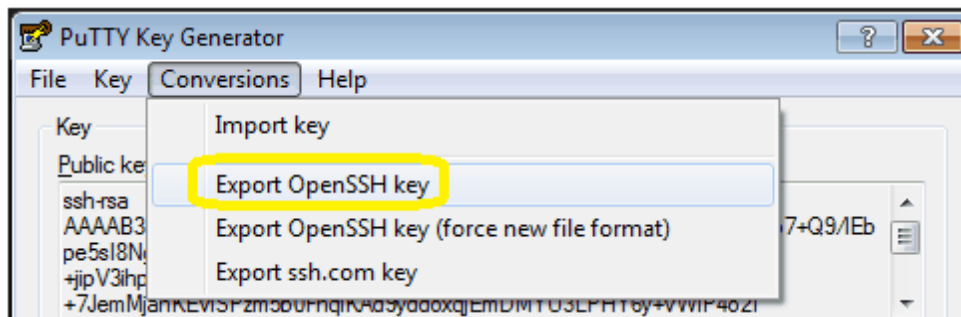 PuTTY Key Generator
File Key Conversions Help
Key
Import key
Public ke
Export OpenSSH key
ssh-rsa
AAAAB3
Export OpenSSH key (force new file format)
7+Q9/IEb
pe5sI8N
+jipV3ihp
Export ssh.com key